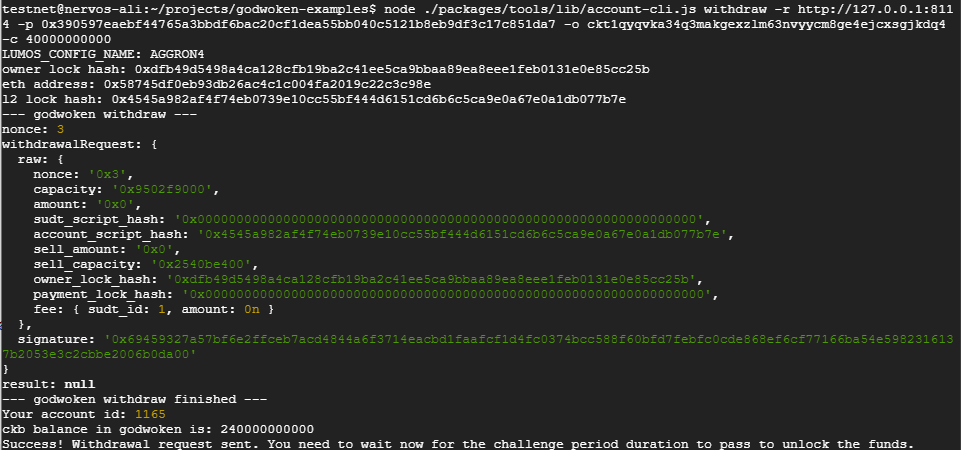 testnet@nervos-ali:~/projects/godwoken-examples$ node ./packages/tools/lib/account-cli.js withdraw -r http://127.0.0.1:811
4 -p 0x390597eaebf44765a3bbdf6bac20cf1dea55bb040c5121b8eb9df3c17c851da7 -o ckt1qyqvka34q3makgexzlm63nvyycm8ge4ejcxsgjkdq4
-c 40000000000
LUMOS_CONFIG_NAME: AGGRON4
owner lock hash: 0xdfb49d5498a4ca128cfb19ba2c41ee5ca9bbaa89ea8eee1feb0131e0e85cc25b
eth address: 0x58745df0eb93db26ac4c1c004fa2019c22c3c98e
l2 lock hash: 0x4545a982af4f74eb0739e10cc55bf444d6151cd6b6c5ca9e0a67e0a1db077b7e
--- godwoken withdraw ---
nonce: 3
withdrawalRequest: {
  raw: {
    nonce: '0x3',
    capacity: '0x9502f9000',
    amount: '0x0',
    sudt_script_hash: '0x0000000000000000000000000000000000000000000000000000000000000000',
    account_script_hash: '0x4545a982af4f74eb0739e10cc55bf444d6151cd6b6c5ca9e0a67e0a1db077b7e',
    sell_amount: '0x0',
    sell_capacity: '0x2540be400',
    owner_lock_hash: '0xdfb49d5498a4ca128cfb19ba2c41ee5ca9bbaa89ea8eee1feb0131e0e85cc25b',
    payment_lock_hash: '0x0000000000000000000000000000000000000000000000000000000000000000',
    fee: { sudt_id: 1, amount: 0n }
  },
  signature: '0x69459327a57bf6e2ffceb7acd4844a6f3714eacbd1faafcf1d4fc0374bcc588f60bfd7febfc0cde868ef6cf77166ba54e598231613
7b2053e3c2cbbe2006b0da00'
}
result: null
--- godwoken withdraw finished ---
Your account id: 1165
ckb balance in godwoken is: 240000000000
Success! Withdrawal request sent. You need to wait now for the challenge period duration to pass to unlock the funds.